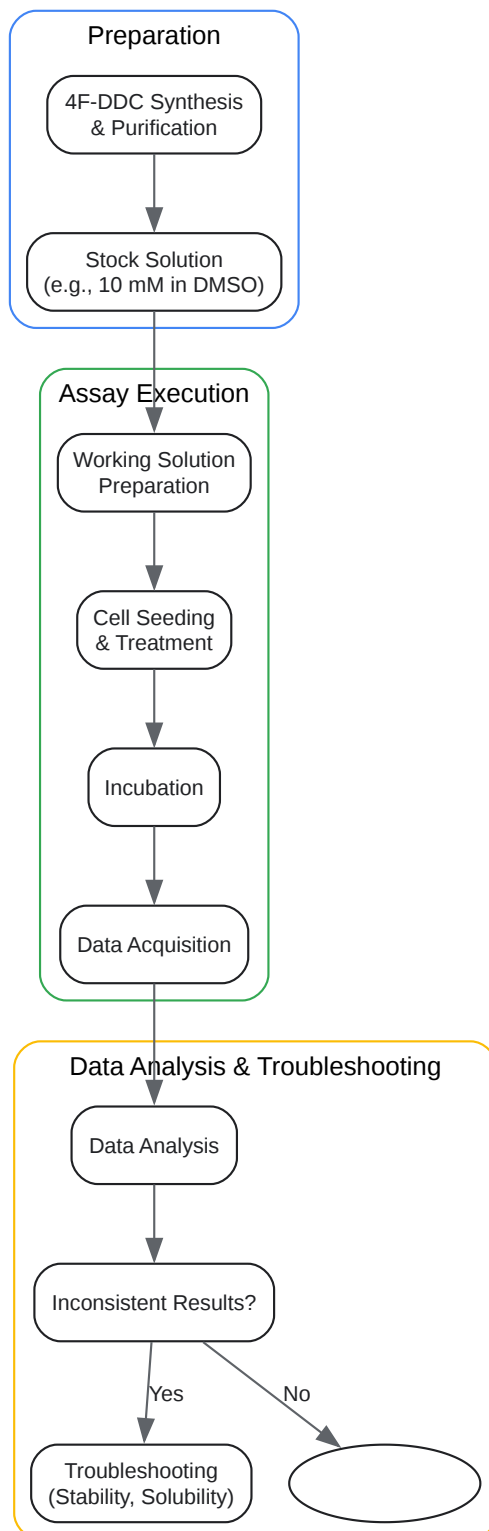 Preparation
4F-DDC Synthesis
& Purification
Stock Solution
(e.g., 10 mM in DMSO)
Assay Execution
Working Solution
Preparation
Cell Seeding
& Treatment
Incubation
Data Acquisition
Data Analysis & Troubleshooting
Data Analysis
Inconsistent Results?
Yes
No
Troubleshooting
(Stability, Solubility)